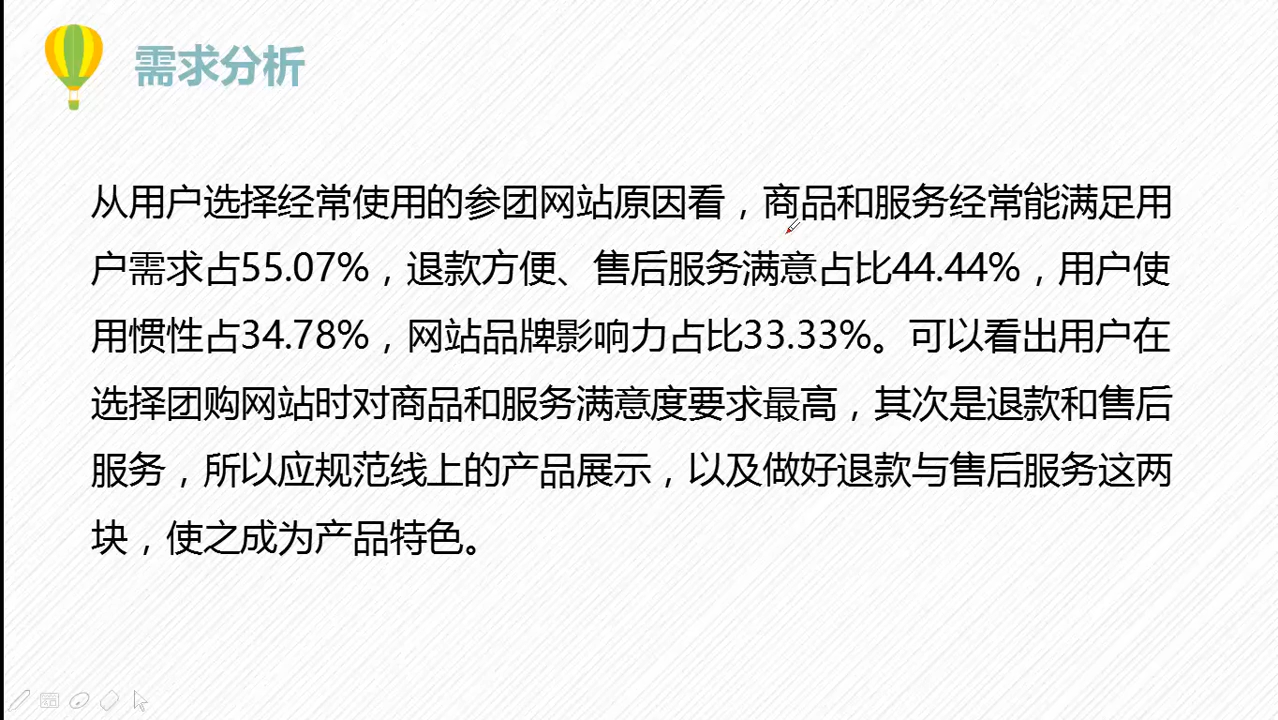 需求分析
从用户选择经常使用的参团网站原因看，商品和服务经常能满足用
户需求占55.07%，退款方便、售后服务满意占比44.44%，用户使
用惯性占34.78%，网站品牌影响力占比33.33%。可以看出用户在
选择团购网站时对商品和服务满意度要求最高，其次是退款和售后
服务，所以应规范线上的产品展示，以及做好退款与售后服务这两
块，使之成为产品特色。